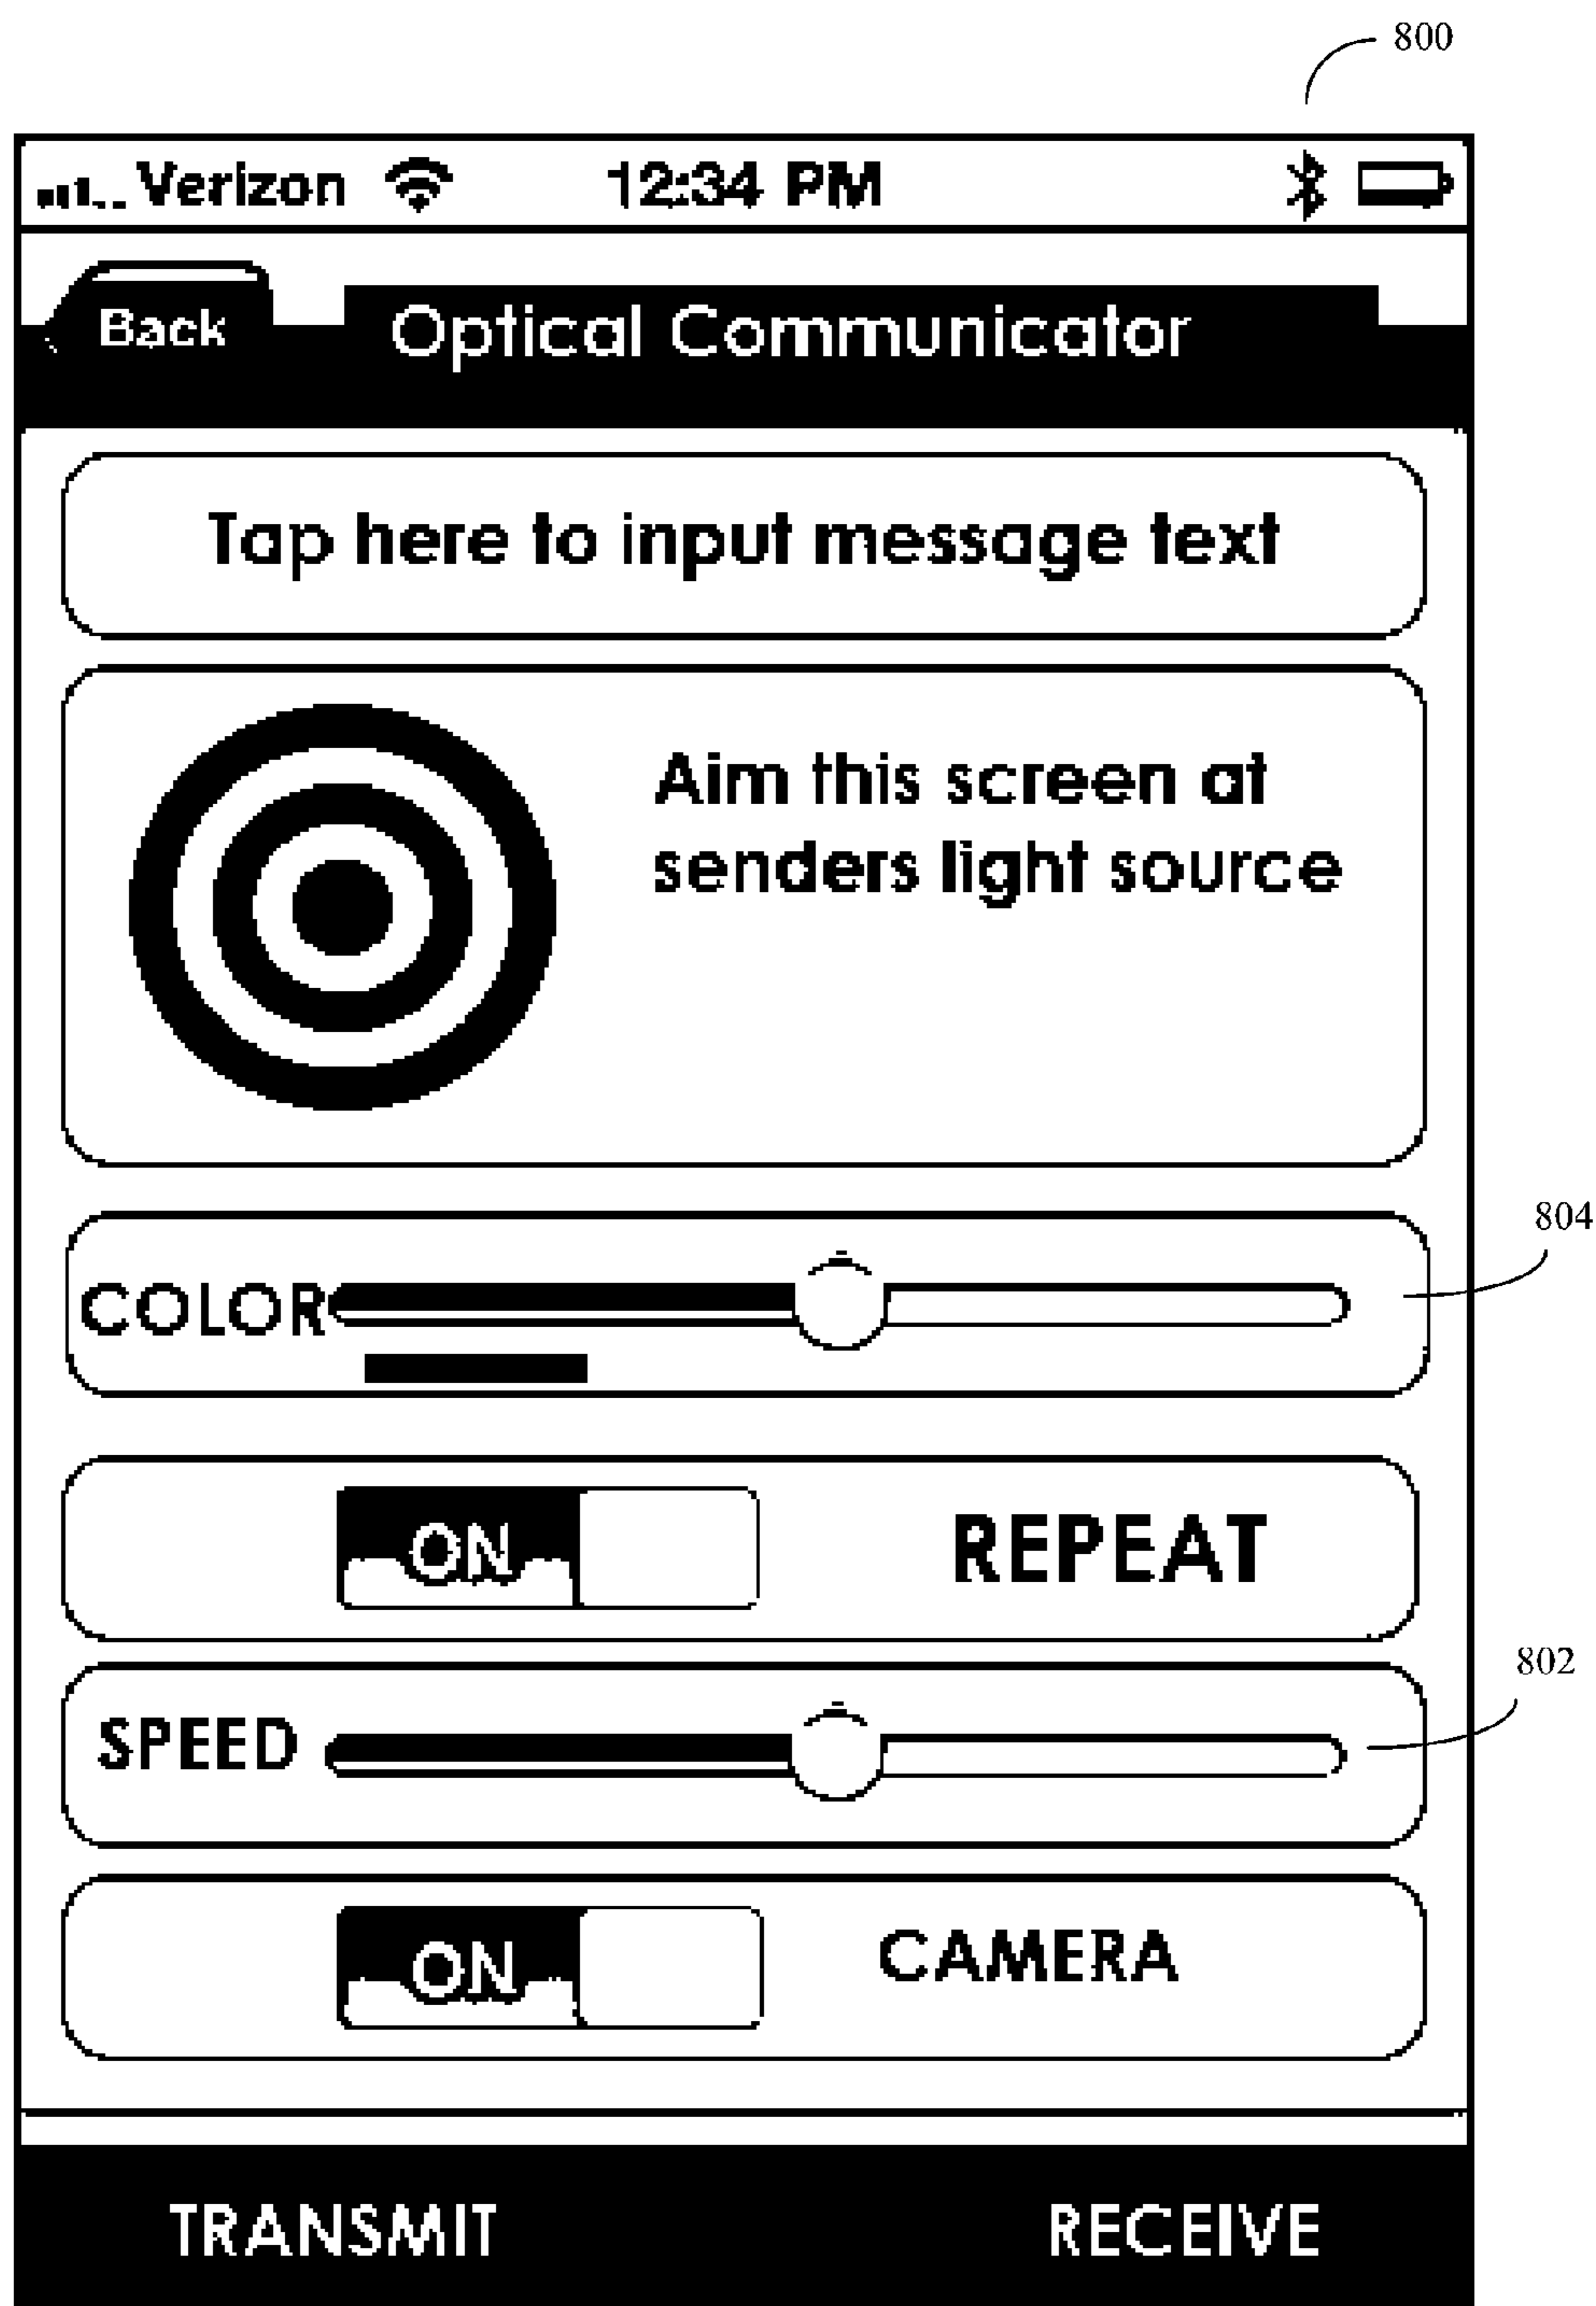 800
Verizon 12:34 PM
Back Optical Communicator
Tap here to input message text
Aim this screen at
senders light source
804
COLOR
ON REPEAT
802
SPEED
ON CAMERA
TRANSMIT RECEIVE